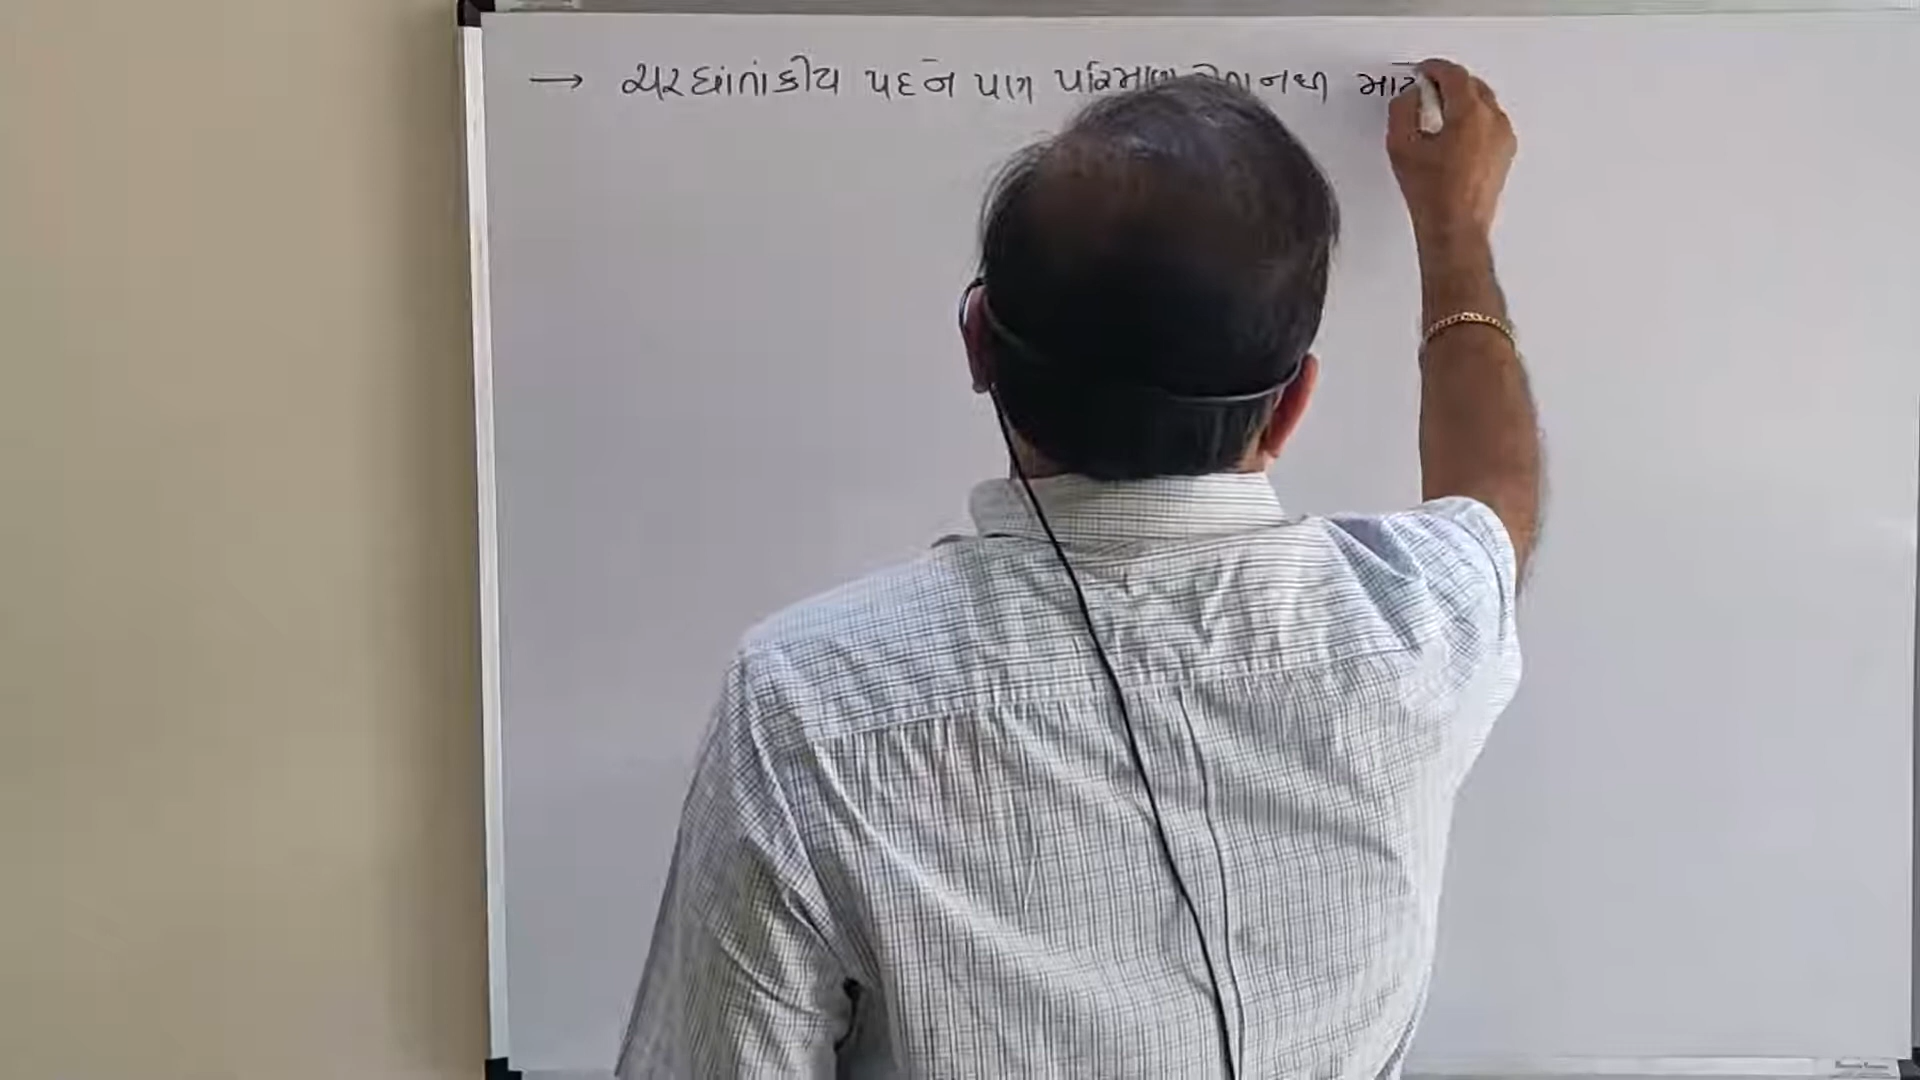 → ચરઘાતાંકીય પદને પણ પરિમાણ હોતા નથી માટે